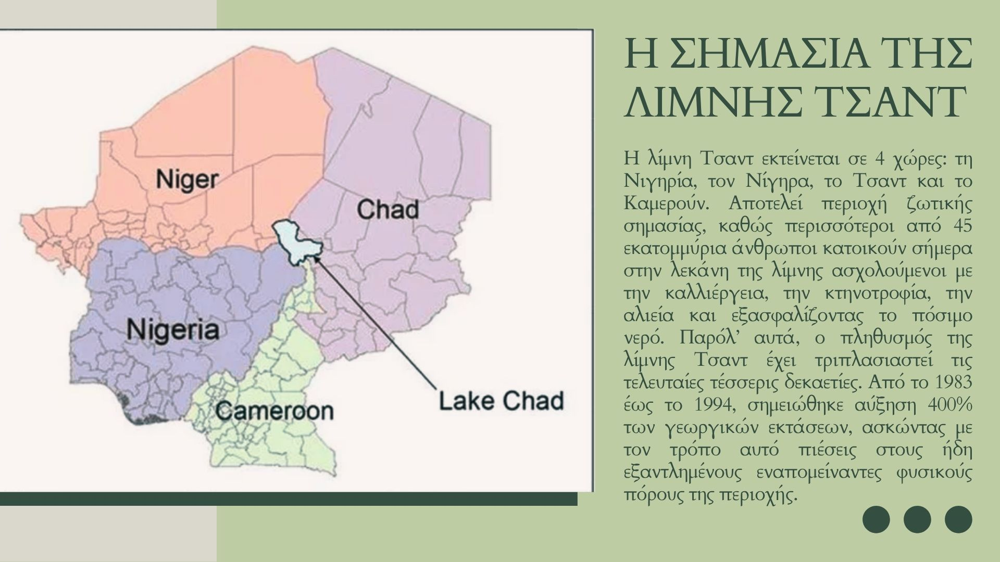 Niger
Chad
Nigeria
Cameroon
Lake Chad
Η ΣΗΜΑΣΙΑ ΤΗΣ
ΛΙΜΝΗΣ ΤΣΑΝΤ
Η λίμνη Τσαντ εκτείνεται σε 4 χώρες: τη
Νιγηρία, τον Νίγηρα, το Τσαντ και το
Καμερούν. Αποτελεί περιοχή ζωτικής
σημασίας, καθώς περισσότεροι από 45
εκατομμύρια άνθρωποι κατοικούν σήμερα
στην λεκάνη της λίμνης ασχολούμενοι με
την καλλιέργεια, την κτηνοτροφία, την
αλιεία και εξασφαλίζοντας το πόσιμο
νερό. Παρόλ’ αυτά, ο πληθυσμός της
λίμνης Τσαντ έχει τριπλασιαστεί τις
τελευταίες τέσσερις δεκαετίες. Από το 1983
έως το 1994, σημειώθηκε αύξηση 400%
των γεωργικών εκτάσεων, ασκώντας με
τον τρόπο αυτό πιέσεις στους ήδη
εξαντλημένους εναπομείναντες φυσικούς
πόρους της περιοχής.